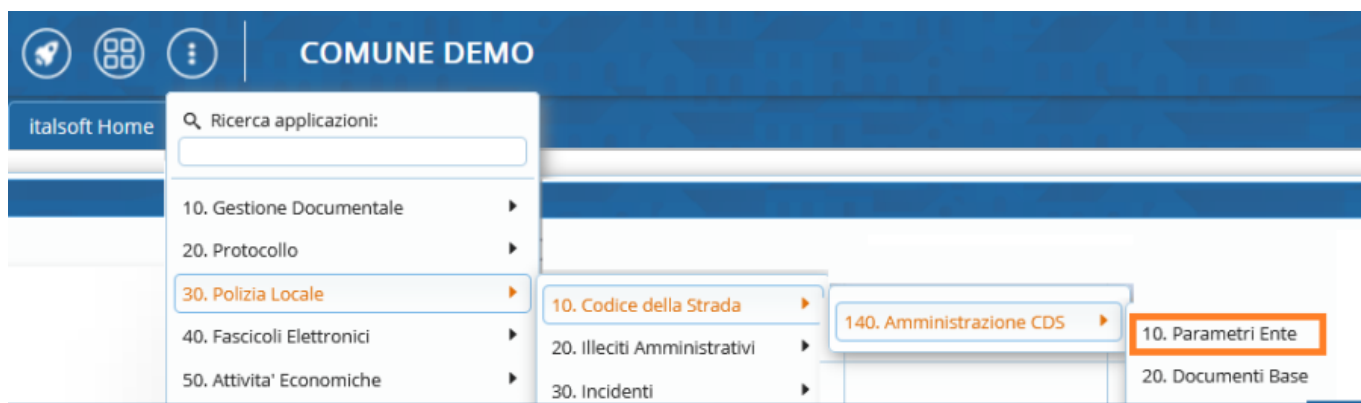 COMUNE DEMO
italsoft Home
Ricerca applicazioni:
10. Gestione Documentale
20. Protocollo
30. Polizia Locale
40. Fascicoli Elettronici
50. Attivita' Economiche
10. Codice della Strada
20. Illeciti Amministrativi
30. Incidenti
140. Amministrazione CDS
10. Parametri Ente
20. Documenti Base